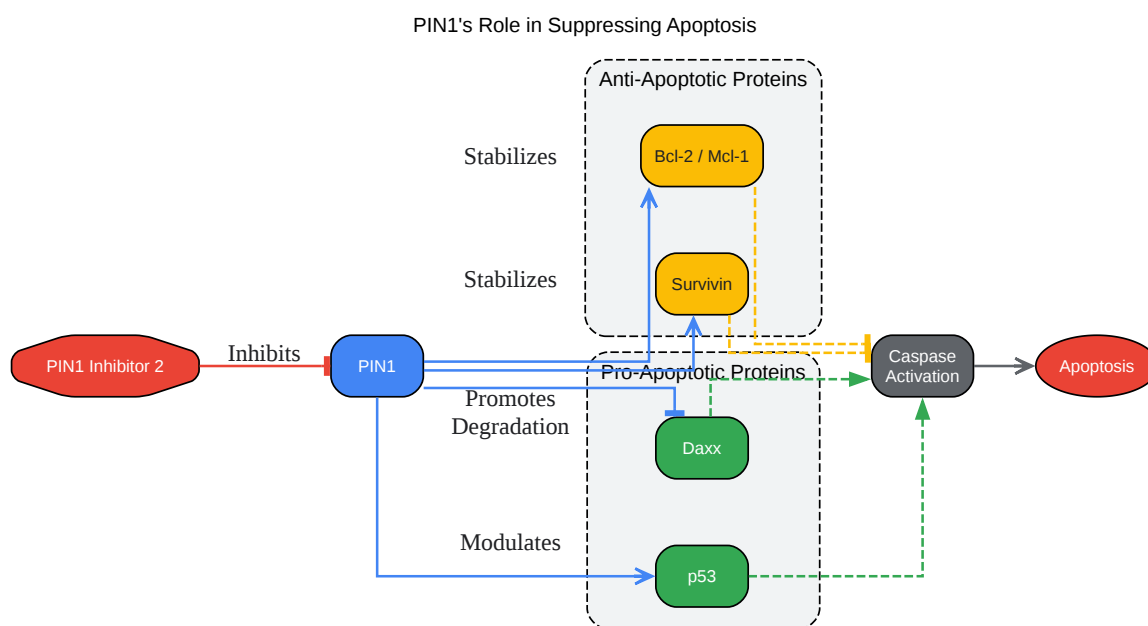 PIN1's Role in Suppressing Apoptosis
Anti-Apoptotic Proteins
Stabilizes
Bcl-2 / Mcl-1
Stabilizes
Survivin
PIN1 Inhibitor 2
Inhibits
PIN1
Pro-Apoptotic Proteins
Caspase
Activation
Apoptosis
Promotes
Degradation
Daxx
Modulates
p53